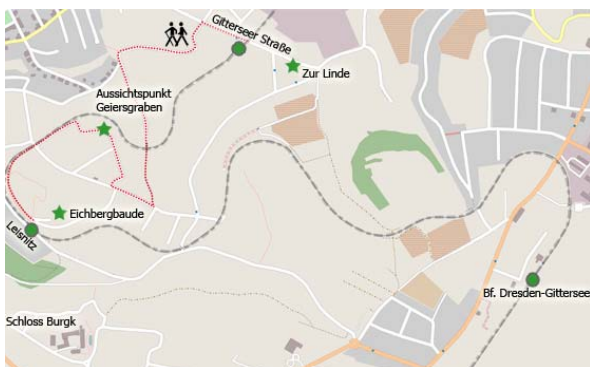 Gitterseer Straße
Zur Linde
Aussichtspunkt
Geiersgraben
Eichbergbaude
Leisnitz
Bf. Dresden-Gittersee
Schloss Burgk